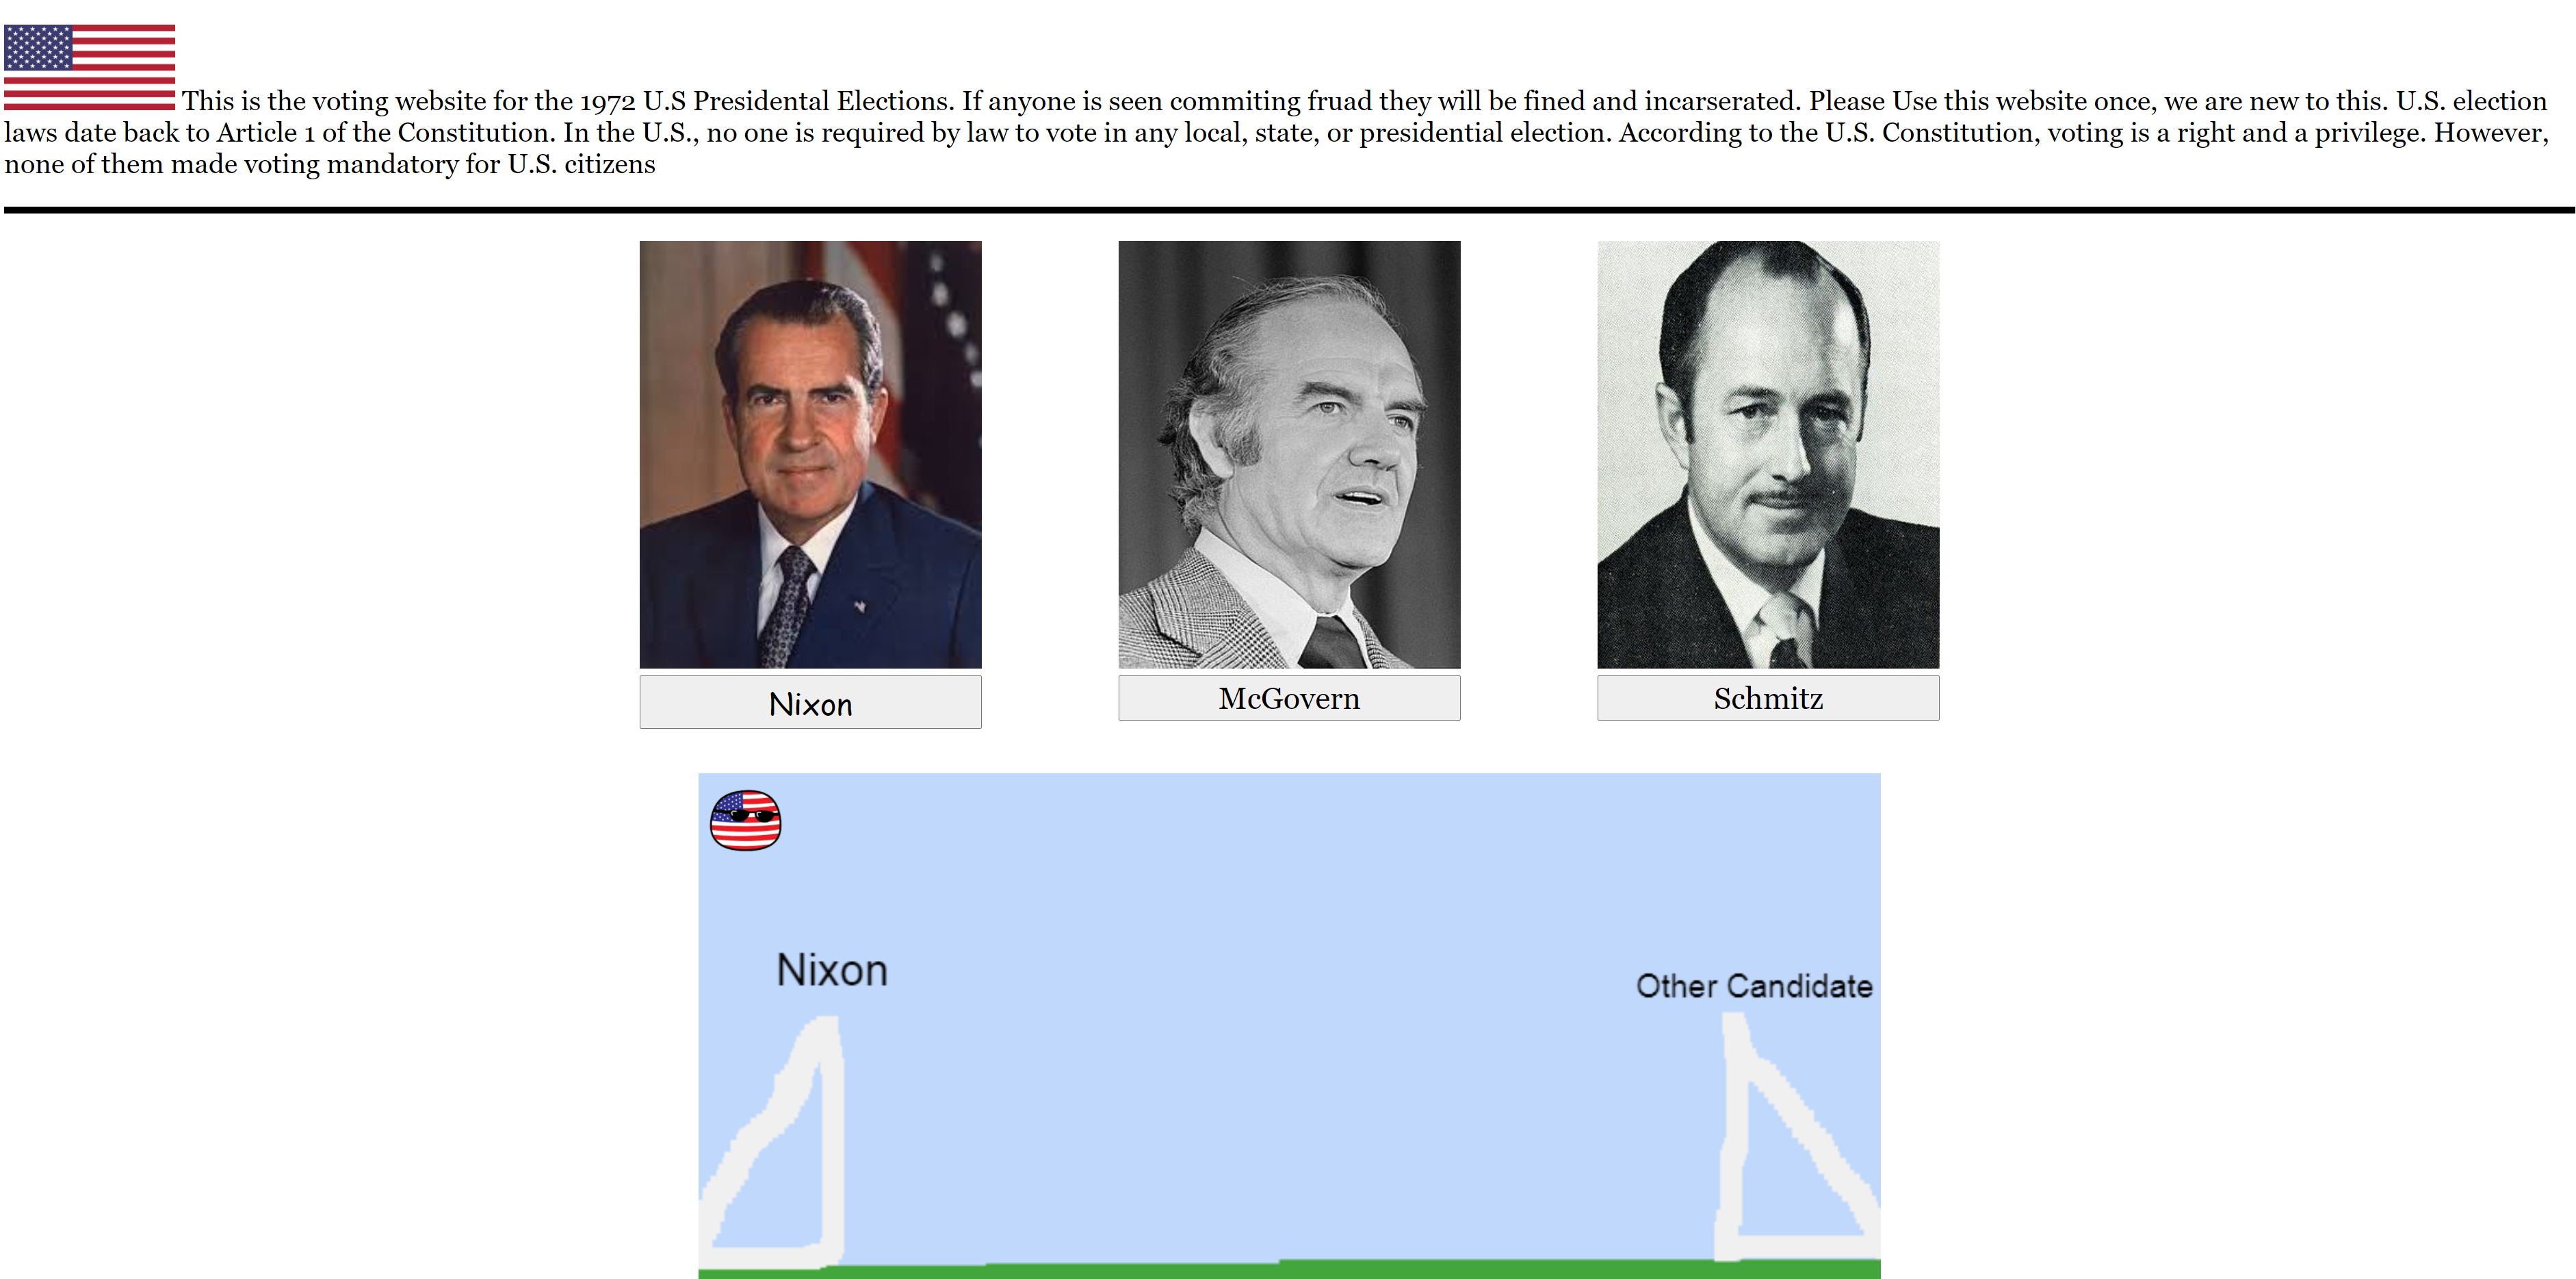 This is the voting website for the 1972 U.S Presidental Elections. If anyone is seen commiting fruad they will be fined and incarserated. Please Use this website once, we are new to this. U.S. election
laws date back to Article 1 of the Constitution. In the U.S., no one is required by law to vote in any local, state, or presidential election. According to the U.S. Constitution, voting is a right and a privilege. However,
none of them made voting mandatory for U.S. citizens
Nixon
McGovern
Schmitz
Nixon
Other Candidate